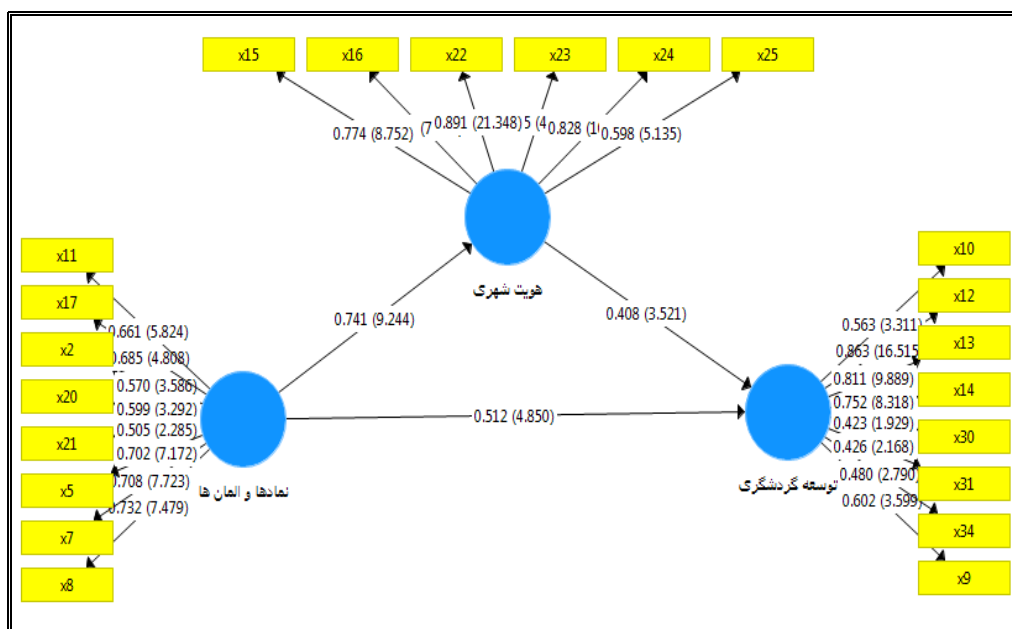 x15
x16
x22
x23
x24
x25
0.774 (8.752)
0.891 (21.348)
0.828
0.598 (5.135)
هویت شهری
x11
x17
x2
x20
x21
x5
x7
x8
0.661 (5.824)
0.685 (4.808)
0.570 (3.586)
0.599 (3.292)
0.505 (2.285)
0.702 (7.172)
0.708 (7.723)
0.732 (7.479)
نمادها و المان ها
0.741 (9.244)
0.408 (3.521)
0.512 (4.850)
توسعه گردشگری
x10
x12
x13
x14
x30
x31
x34
x9
0.563 (3.311)
0.863 (16.515)
0.811 (9.889)
0.752 (8.318)
0.423 (1.929)
0.426 (2.168)
0.480 (2.790)
0.602 (3.599)